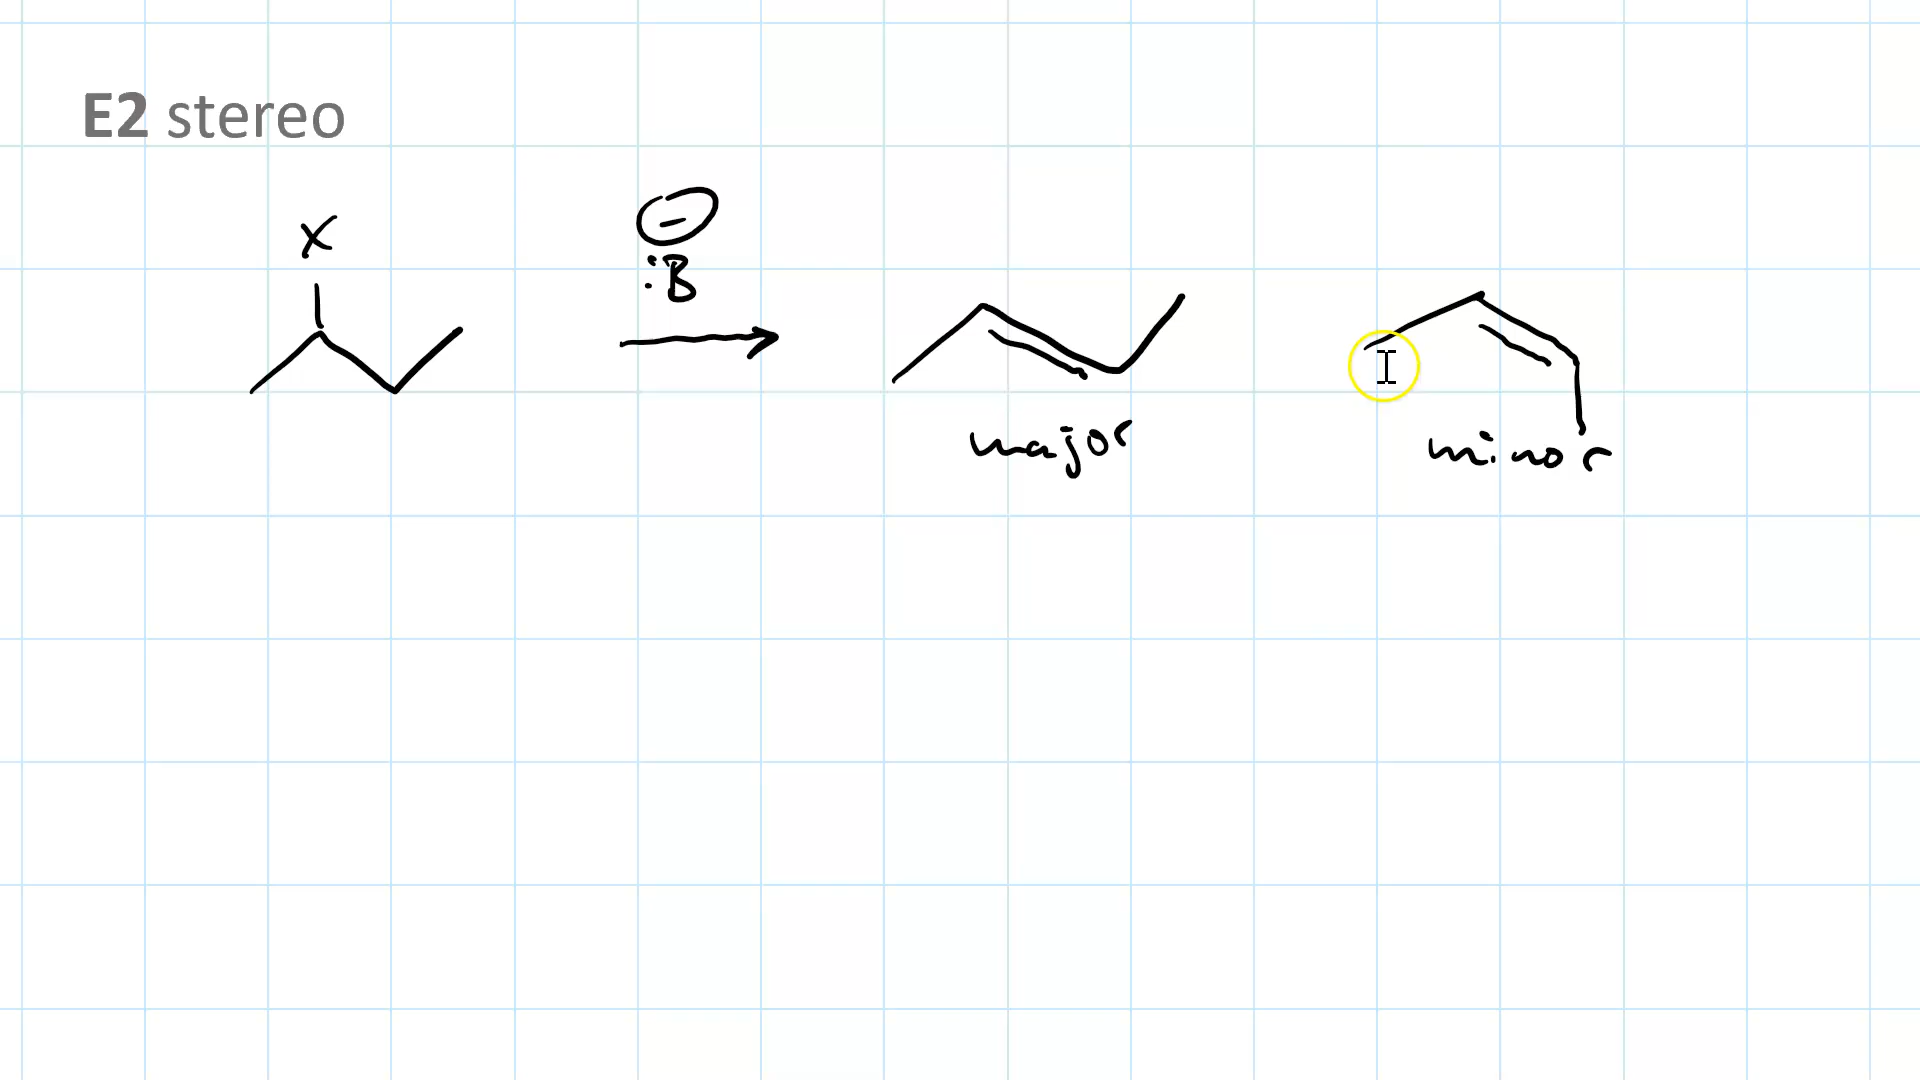 E2 stereo
X
⊖
:B
major
minor